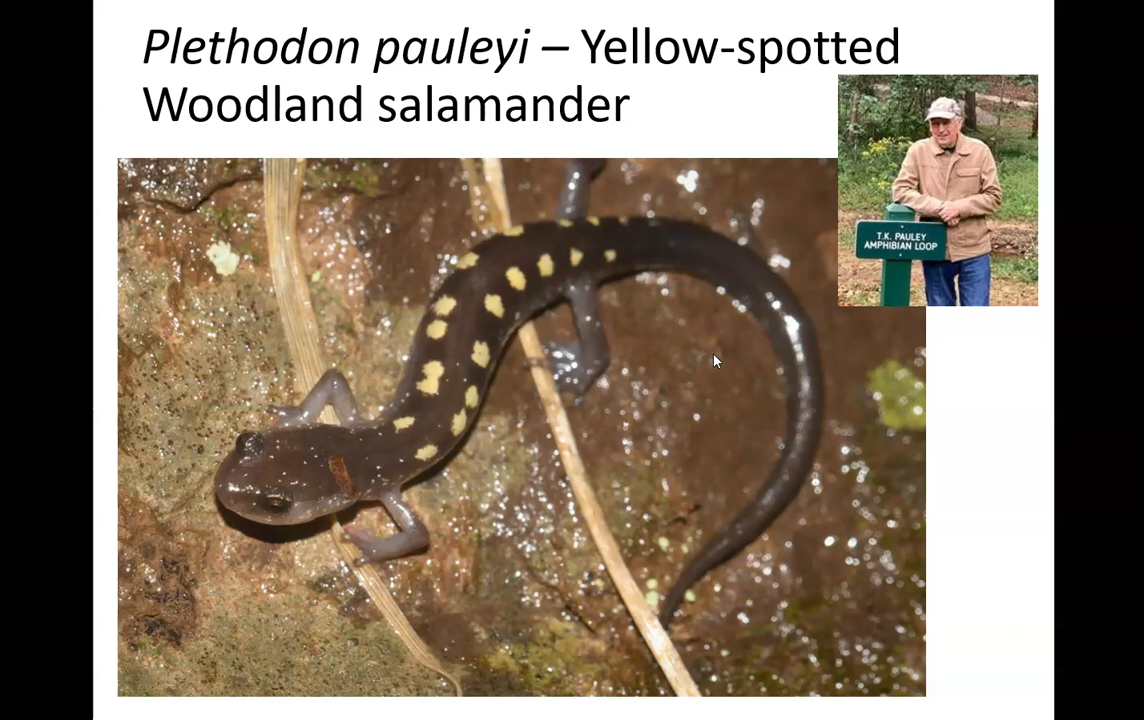 Plethodon pauleyi – Yellow-spotted
Woodland salamander
T.K. PAULEY
AMPHIBIAN LOOP